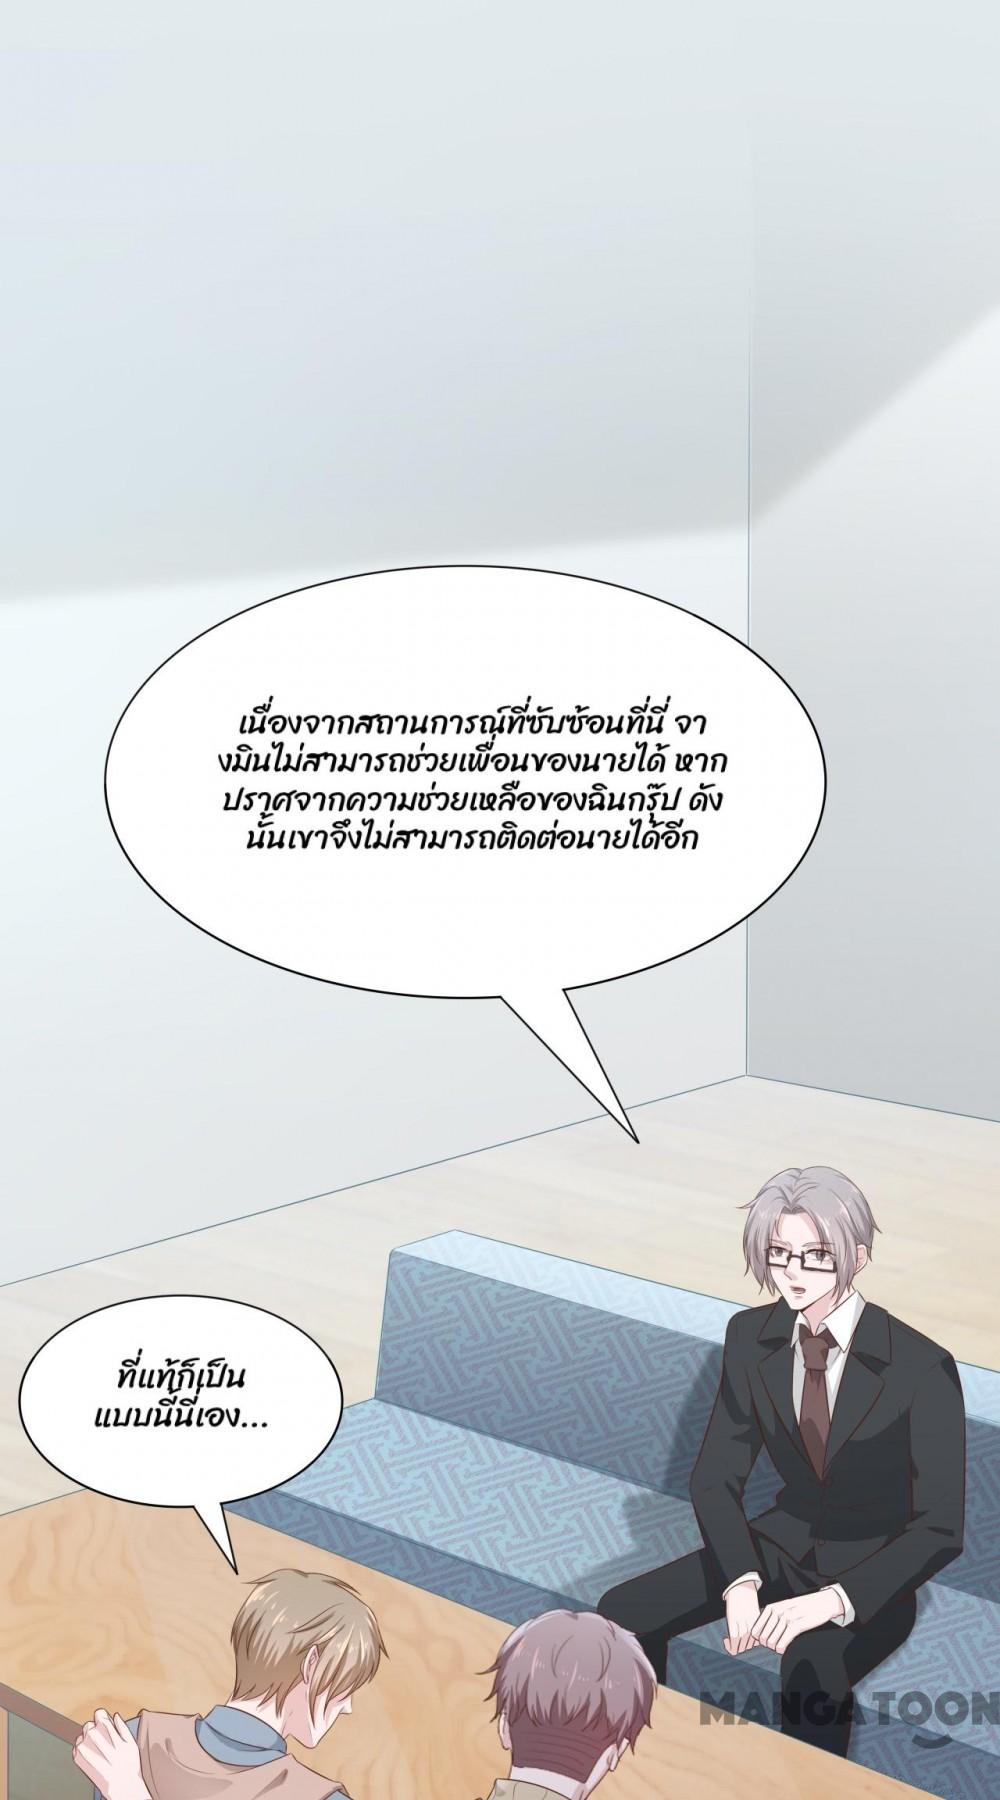 เนื่องจากสถานการณ์ที่ซับซ้อนที่นี่ จา
งมินไม่สามารถช่วยเพื่อนของนายได้ หาก
ปราศจากความช่วยเหลือของฉินกรุ๊ป ดัง
นั้นเขาจึงไม่สามารถติดต่อนายได้อีก
ที่แท้ก็เป็น
แบบนี้นี่เอง...
MANGATOON